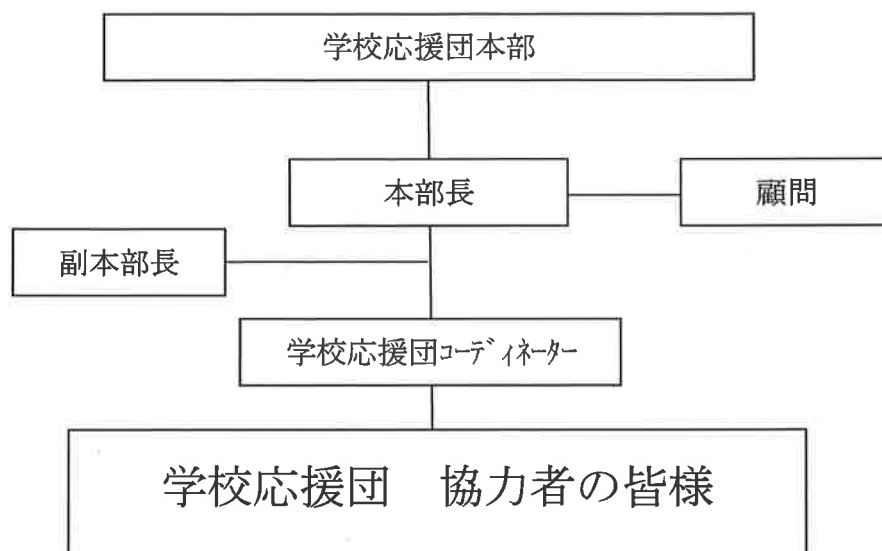 学校応援団本部
本部長
顧問
副本部長
学校応援団ｺｰﾃﾞｨﾈｰﾀｰ
学校応援団　協力者の皆様